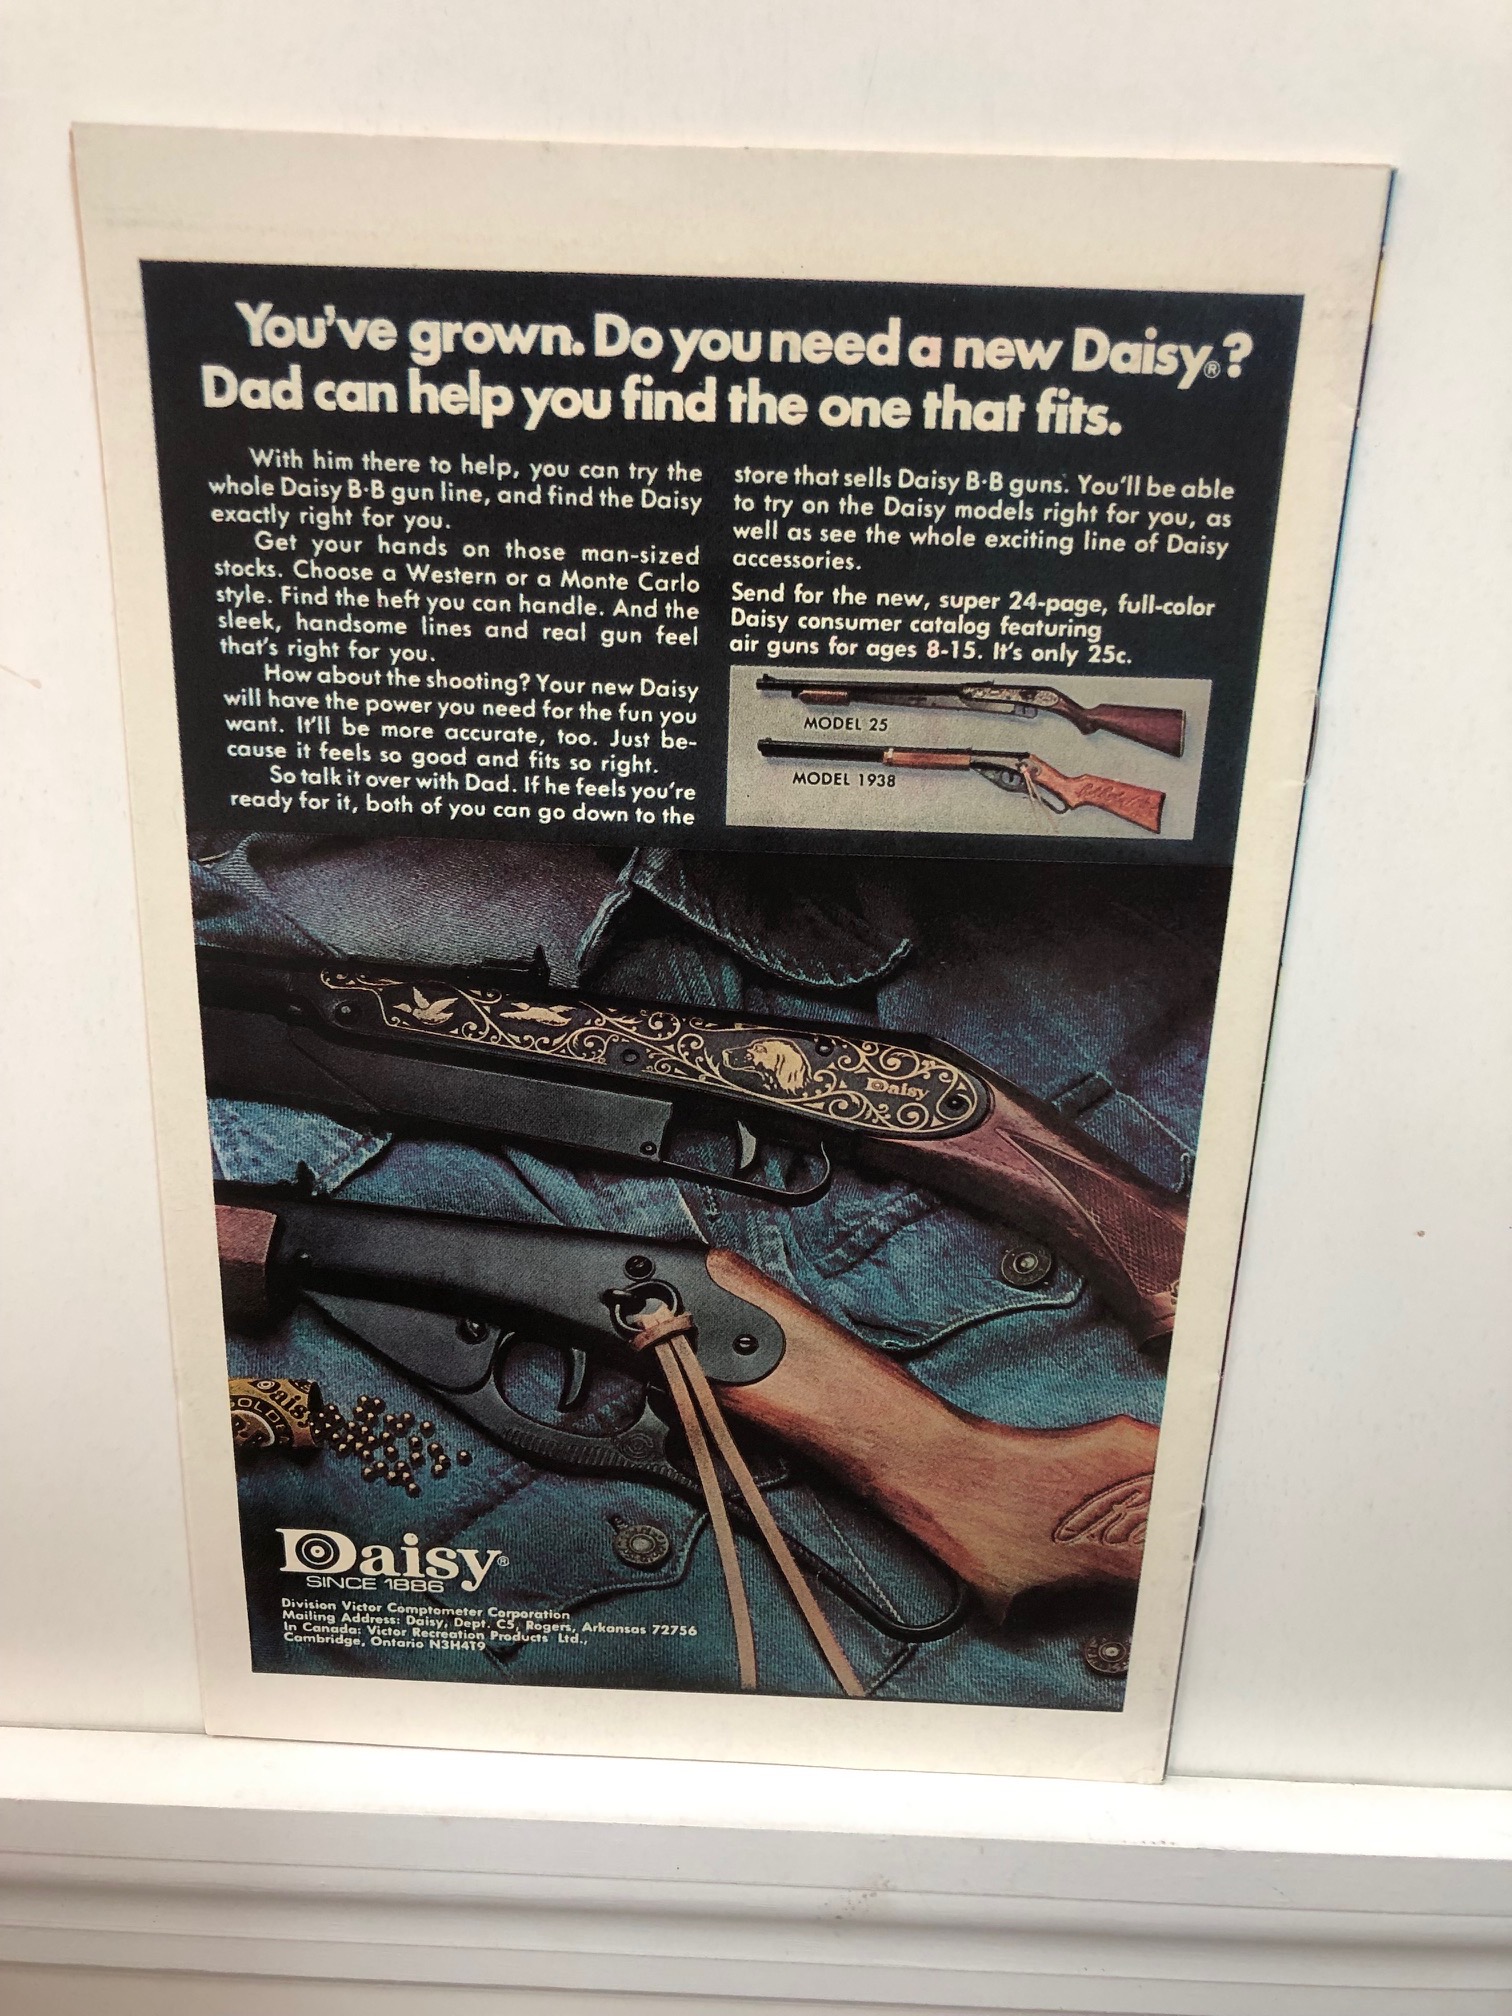 You've grown. Do you need a new Daisy®?
Dad can help you find the one that fits.
With him there to help, you can try the
whole Daisy B·B gun line, and find the Daisy
exactly right for you.
Get your hands on those man-sized
stocks. Choose a Western or a Monte Carlo
style. Find the heft you can handle. And the
sleek, handsome lines and real gun feel
that's right for you.
How about the shooting? Your new Daisy
will have the power you need for the fun you
want. It'll be more accurate, too. Just be-
cause it feels so good and fits so right.
So talk it over with Dad. If he feels you're
ready for it, both of you can go down to the
store that sells Daisy B·B guns. You'll be able
to try on the Daisy models right for you, as
well as see the whole exciting line of Daisy
accessories.
Send for the new, super 24-page, full-color
Daisy consumer catalog featuring
air guns for ages 8-15. It's only 25c.
MODEL 25
MODEL 1938
Daisy
Daisy
Daisy®
SINCE 1886
Division Victor Comptometer Corporation
Mailing Address: Daisy, Dept. C5, Rogers, Arkansas 72756
In Canada: Victor Recreation Products Ltd.,
Cambridge, Ontario N3H4T9